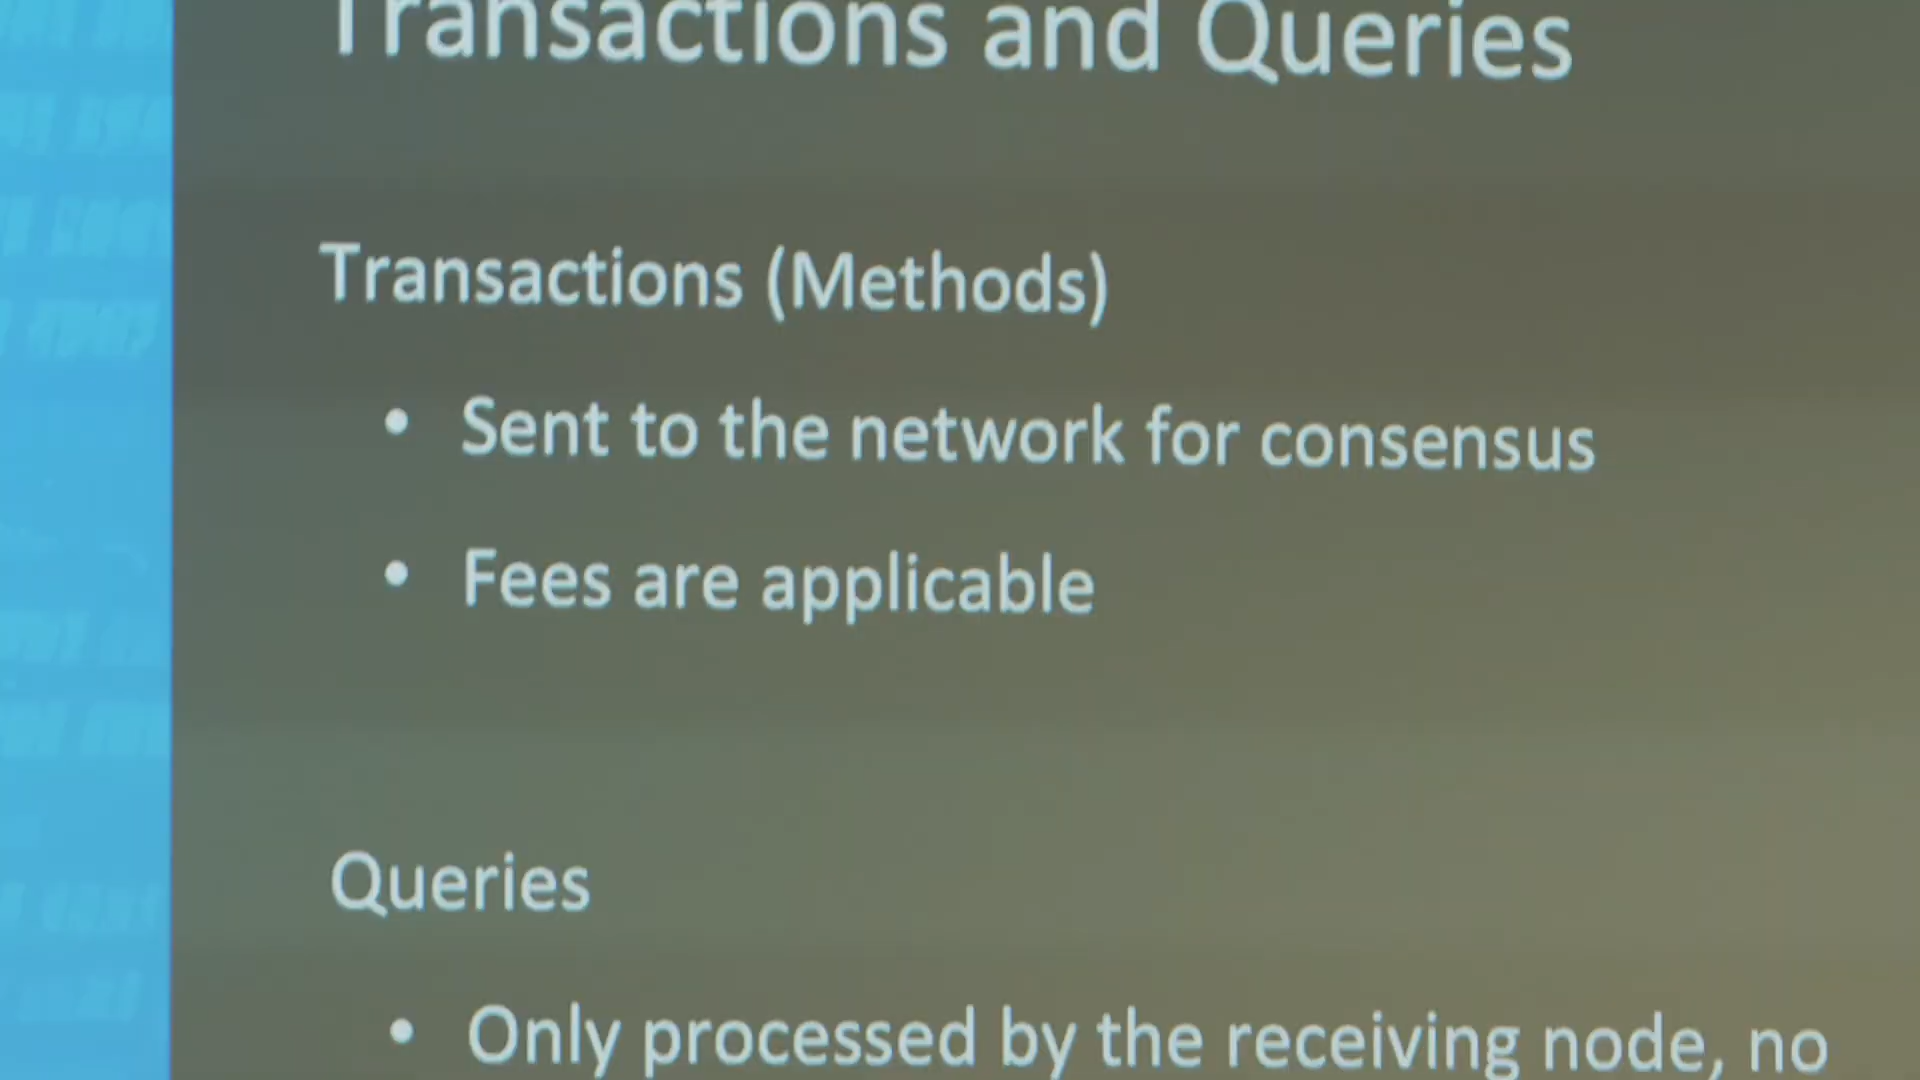 Transactions and Queries
Transactions (Methods)
• Sent to the network for consensus
• Fees are applicable
Queries
• Only processed by the receiving node, no